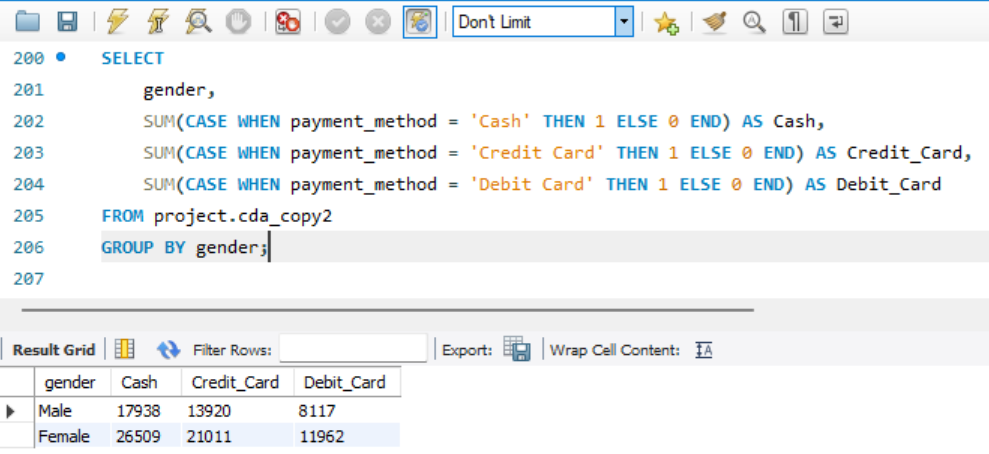 Don't Limit
200 SELECT
201 gender,
202 SUM(CASE WHEN payment_method = 'Cash' THEN 1 ELSE 0 END) AS Cash,
203 SUM(CASE WHEN payment_method = 'Credit Card' THEN 1 ELSE 0 END) AS Credit_Card,
204 SUM(CASE WHEN payment_method = 'Debit Card' THEN 1 ELSE 0 END) AS Debit_Card
205 FROM project.cda_copy2
206 GROUP BY gender;
207
Result Grid Filter Rows: Export: Wrap Cell Content:
gender Cash Credit_Card Debit_Card
Male 17938 13920 8117
Female 26509 21011 11962